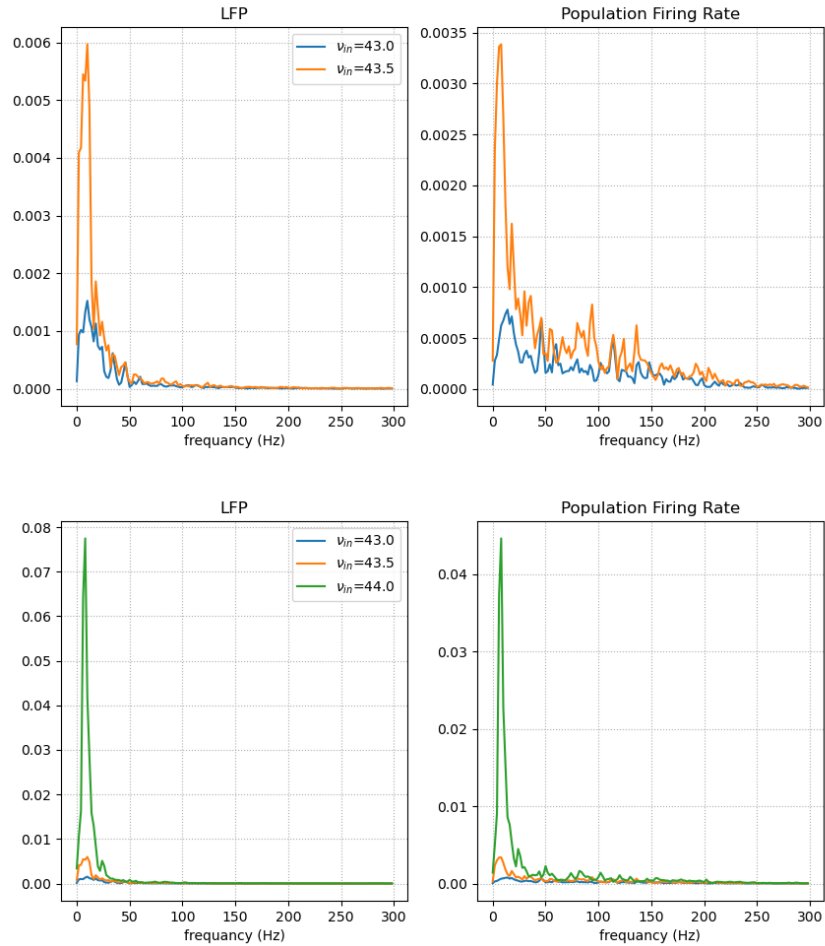 LFP
0.006
0.005
0.004
0.003
0.002
0.001
0.000
ν_in=43.0
ν_in=43.5
0 50 100 150 200 250 300
frequancy (Hz)
Population Firing Rate
0.0035
0.0030
0.0025
0.0020
0.0015
0.0010
0.0005
0.0000
0 50 100 150 200 250 300
frequancy (Hz)
LFP
0.08
0.07
0.06
0.05
0.04
0.03
0.02
0.01
0.00
ν_in=43.0
ν_in=43.5
ν_in=44.0
0 50 100 150 200 250 300
frequancy (Hz)
Population Firing Rate
0.04
0.03
0.02
0.01
0.00
0 50 100 150 200 250 300
frequancy (Hz)